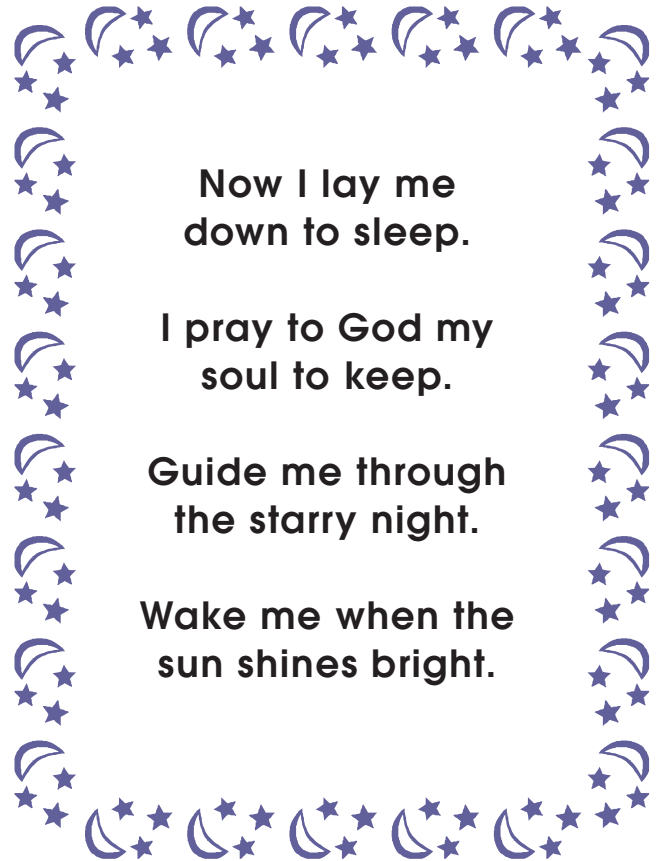 Now I lay me
down to sleep.
I pray to God my
soul to keep.
Guide me through
the starry night.
Wake me when the
sun shines bright.